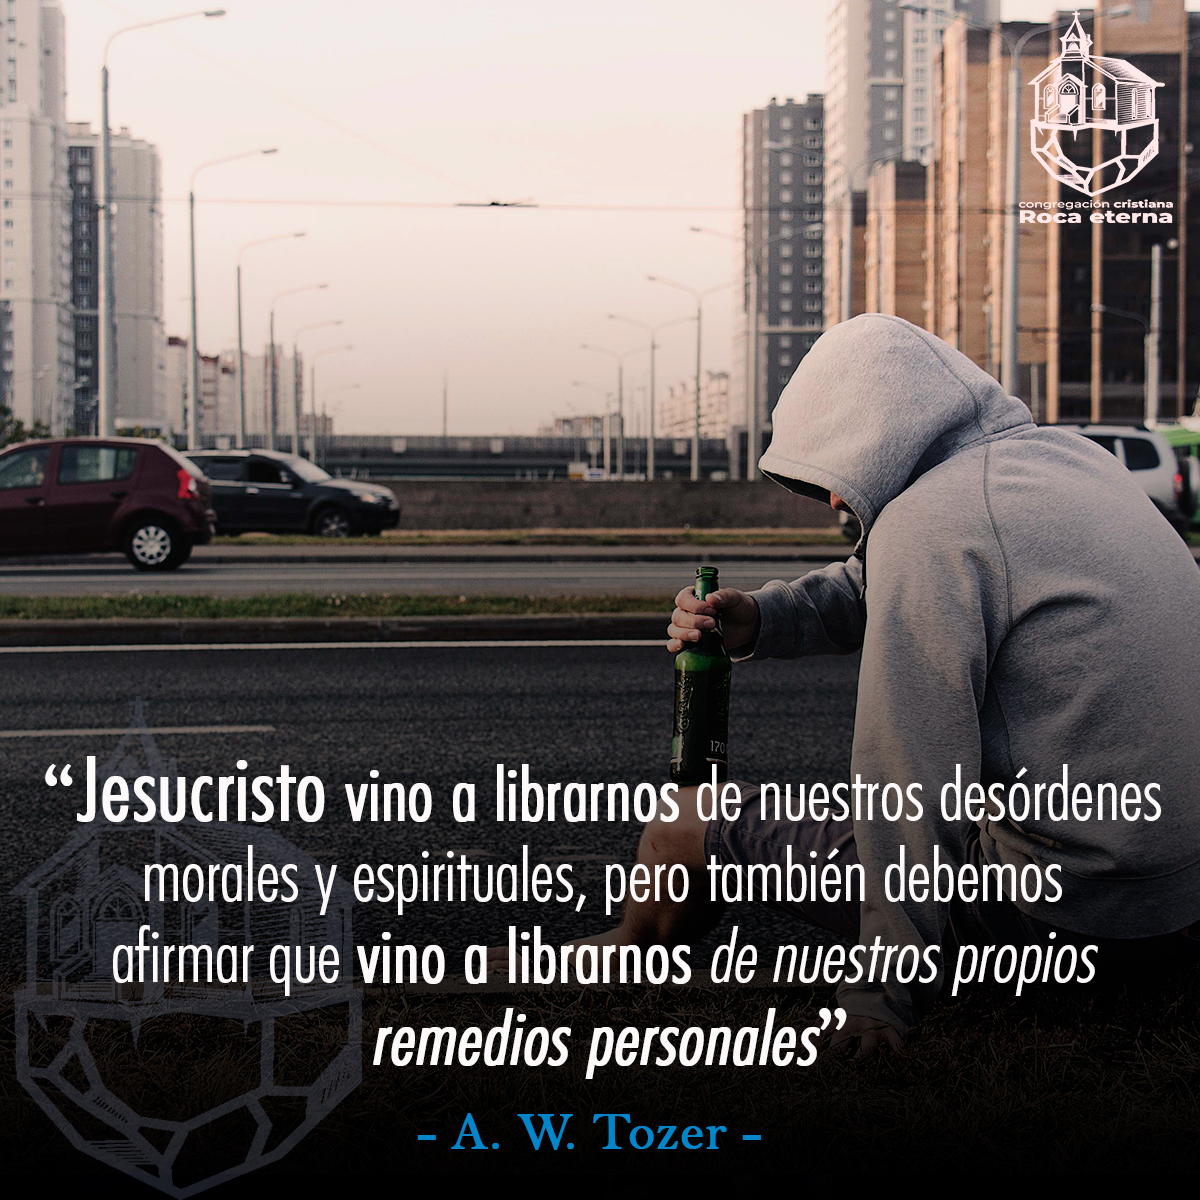 congregación cristiana
Roca eterna
170
“Jesucristo vino a librarnos de nuestros desórdenes
morales y espirituales, pero también debemos
afirmar que vino a librarnos de nuestros propios
remedios personales”
- A. W. Tozer -